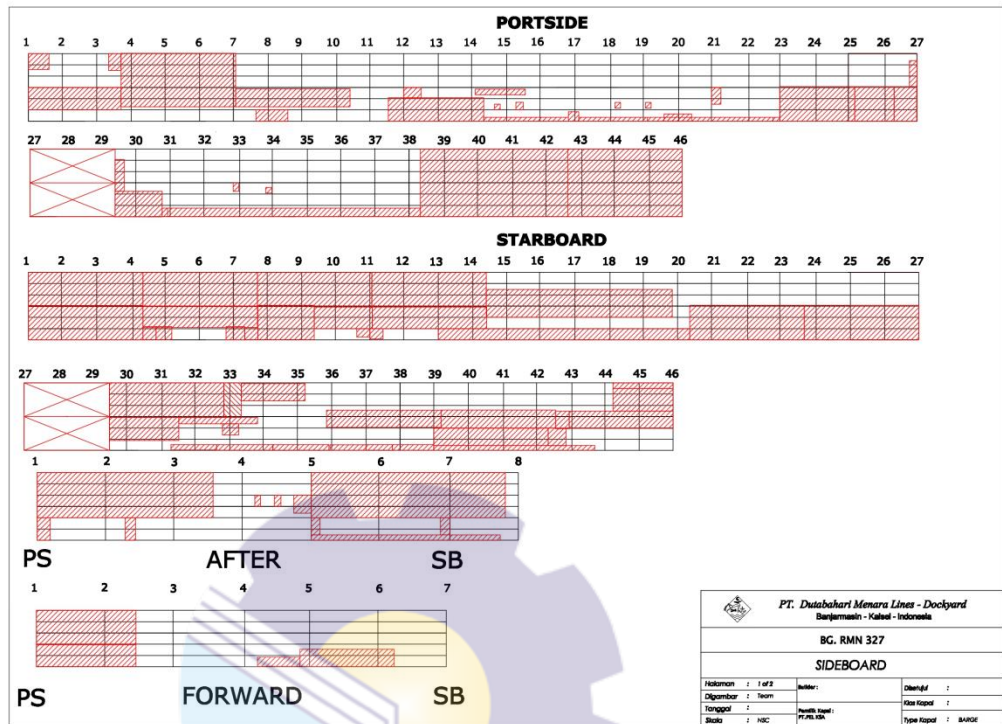 PORTSIDE
1 2 3 4 5 6 7 8 9 10 11 12 13 14 15 16 17 18 19 20 21 22 23 24 25 26 27
27 28 29 30 31 32 33 34 35 36 37 38 39 40 41 42 43 44 45 46
STARBOARD
1 2 3 4 5 6 7 8 9 10 11 12 13 14 15 16 17 18 19 20 21 22 23 24 25 26 27
27 28 29 30 31 32 33 34 35 36 37 38 39 40 41 42 43 44 45 46
1 2 3 4 5 6 7 8
PS AFTER SB
1 2 3 4 5 6 7
PS FORWARD SB
PT. Dutabahari Menara Lines - Dockyard
Banjarmasin - Kalsel - Indonesia
BG. RMN 327
SIDEBOARD
Halaman : 1 of 2 Builder : Disetujui :
Digambar : Team Klas Kapal :
Tanggal : Pemilik Kapal :
Skala : NSC Type Kapal : BARGE